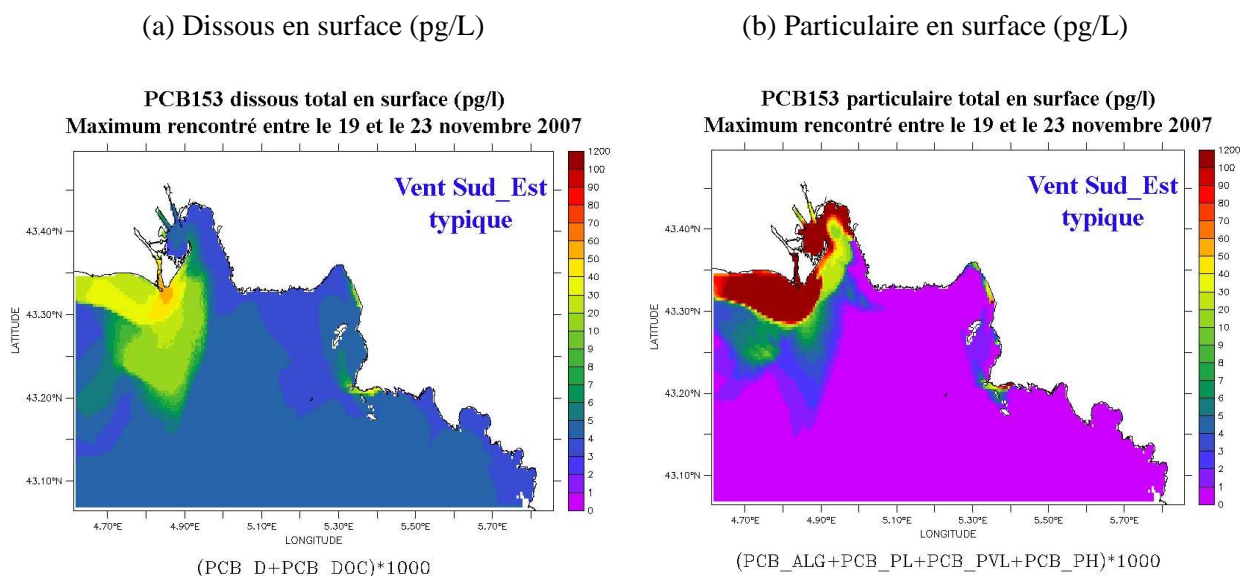 (a) Dissous en surface (pg/L)
(b) Particulaire en surface (pg/L)
PCB153 dissous total en surface (pg/l)
Maximum rencontré entre le 19 et le 23 novembre 2007
Vent Sud_Est
typique
1200
100
90
80
70
60
50
40
30
20
10
9
8
7
6
5
4
3
2
1
0
43.40°N
43.30°N
43.20°N
43.10°N
LATITUDE
4.70°E
4.90°E
5.10°E
5.30°E
5.50°E
5.70°E
LONGITUDE
(PCB_D+PCB_DOC)*1000
PCB153 particulaire total en surface (pg/l)
Maximum rencontré entre le 19 et le 23 novembre 2007
Vent Sud_Est
typique
1200
100
90
80
70
60
50
40
30
20
10
9
8
7
6
5
4
3
2
1
0
43.40°N
43.30°N
43.20°N
43.10°N
LATITUDE
4.70°E
4.90°E
5.10°E
5.30°E
5.50°E
5.70°E
LONGITUDE
(PCB_ALG+PCB_PL+PCB_PVL+PCB_PH)*1000